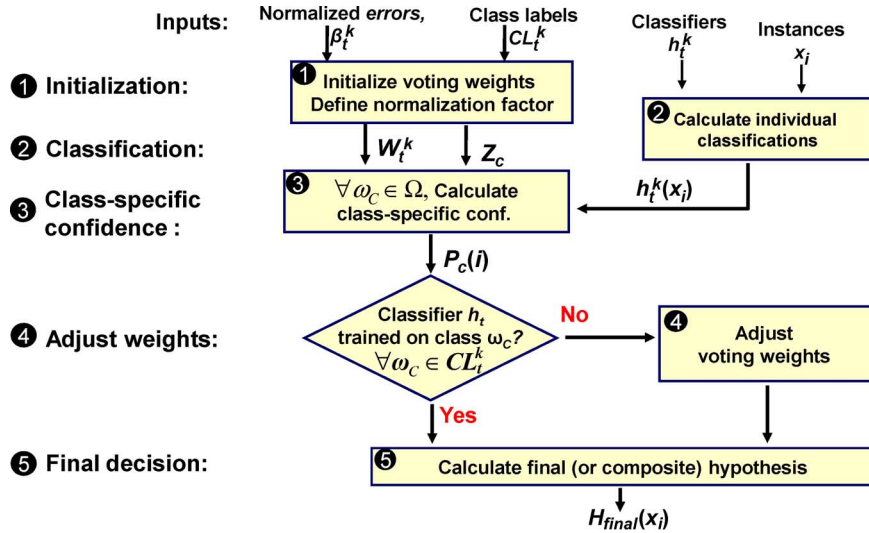 Inputs:
Normalized errors,
β_t^k
Class labels
CL_t^k
Classifiers
h_t^k
Instances
x_i
❶ Initialization:
❶ Initialize voting weights
Define normalization factor
❷ Calculate individual
classifications
❷ Classification:
W_t^k
Z_c
❸ Class-specific
confidence :
❸ ∀ω_C ∈ Ω, Calculate
class-specific conf.
h_t^k(x_i)
P_c(i)
❹ Adjust weights:
Classifier h_t
trained on class ω_c?
∀ω_C ∈ CL_t^k
No
❹ Adjust
voting weights
Yes
❺ Final decision:
❺ Calculate final (or composite) hypothesis
H_final(x_i)